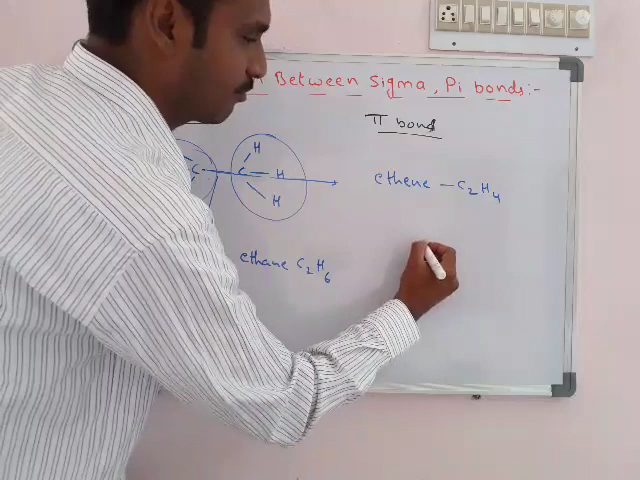 n Between Sigma, Pi bonds:-
π bond
H
C C H
H
ethene - C2H4
ethane C2H6